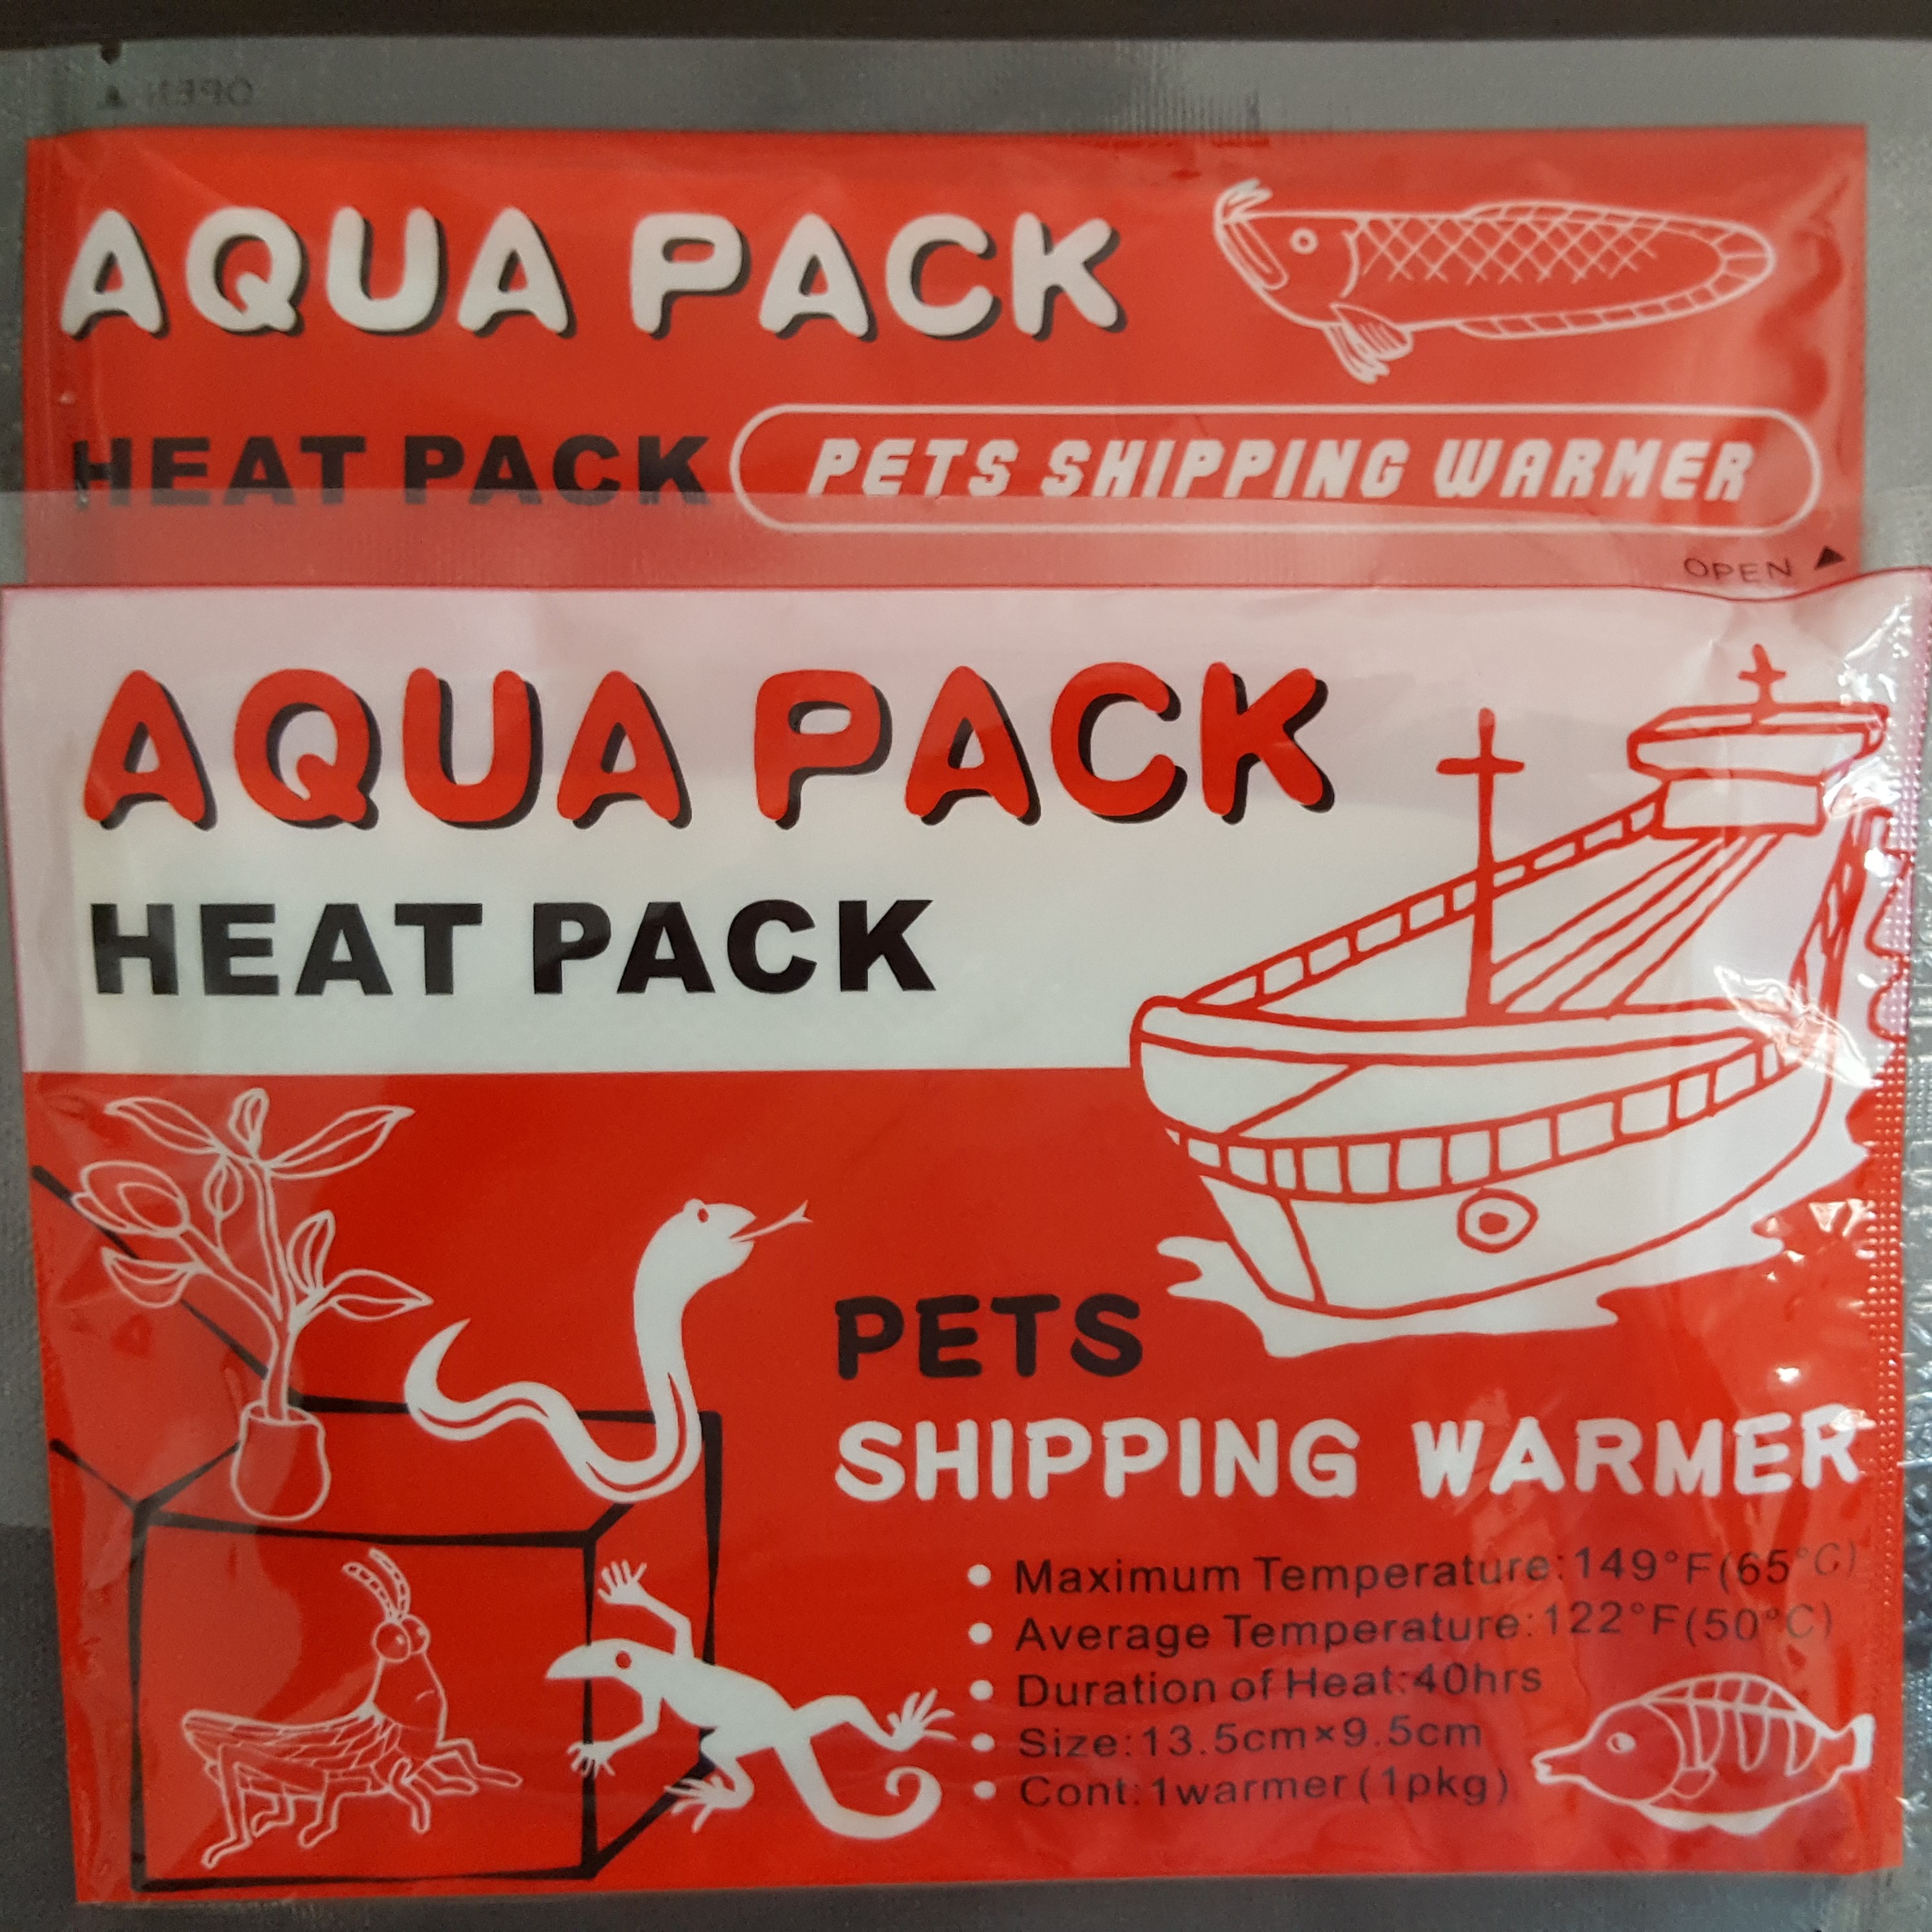 OPEN
AQUA PACK
HEAT PACK PETS SHIPPING WARMER
OPEN
AQUA PACK
HEAT PACK
PETS
SHIPPING WARMER
Maximum Temperature:149°F(65°C)
Average Temperature:122°F(50°C)
Duration of Heat:40hrs
Size:13.5cm×9.5cm
Cont:1warmer(1pkg)